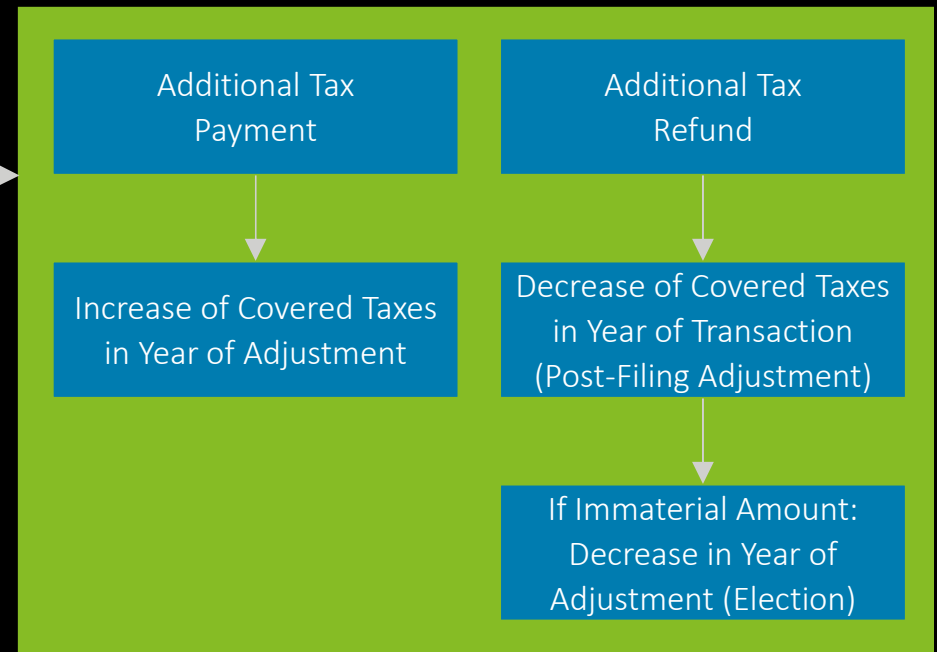 Additional Tax
Payment
Additional Tax
Refund
Increase of Covered Taxes
in Year of Adjustment
Decrease of Covered Taxes
in Year of Transaction
(Post-Filing Adjustment)
If Immaterial Amount:
Decrease in Year of
Adjustment (Election)